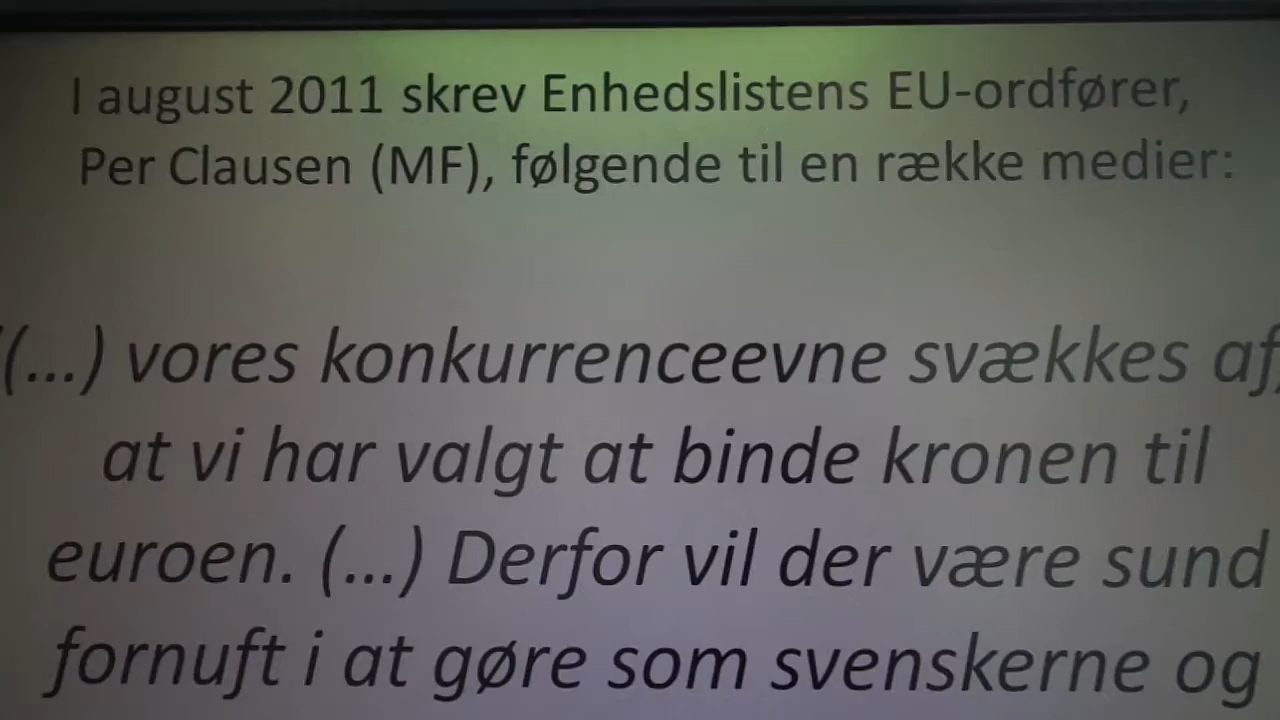 I august 2011 skrev Enhedslistens EU-ordfører,
Per Clausen (MF), følgende til en række medier:
"(...) vores konkurrenceevne svækkes af,
at vi har valgt at binde kronen til
euroen. (...) Derfor vil der være sund
fornuft i at gøre som svenskerne og